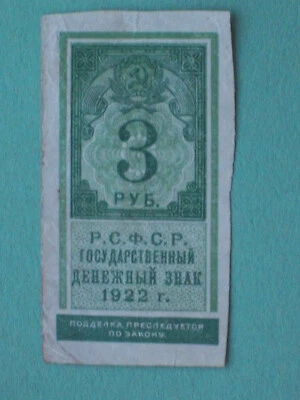 3
РУБ.
Р.С.Ф.С.Р.
ГОСУДАРСТВЕННЫЙ
ДЕНЕЖНЫЙ ЗНАК
1922 г.
ПОДДЕЛКА ПРЕСЛЕДУЕТСЯ
ПО ЗАКОНУ.